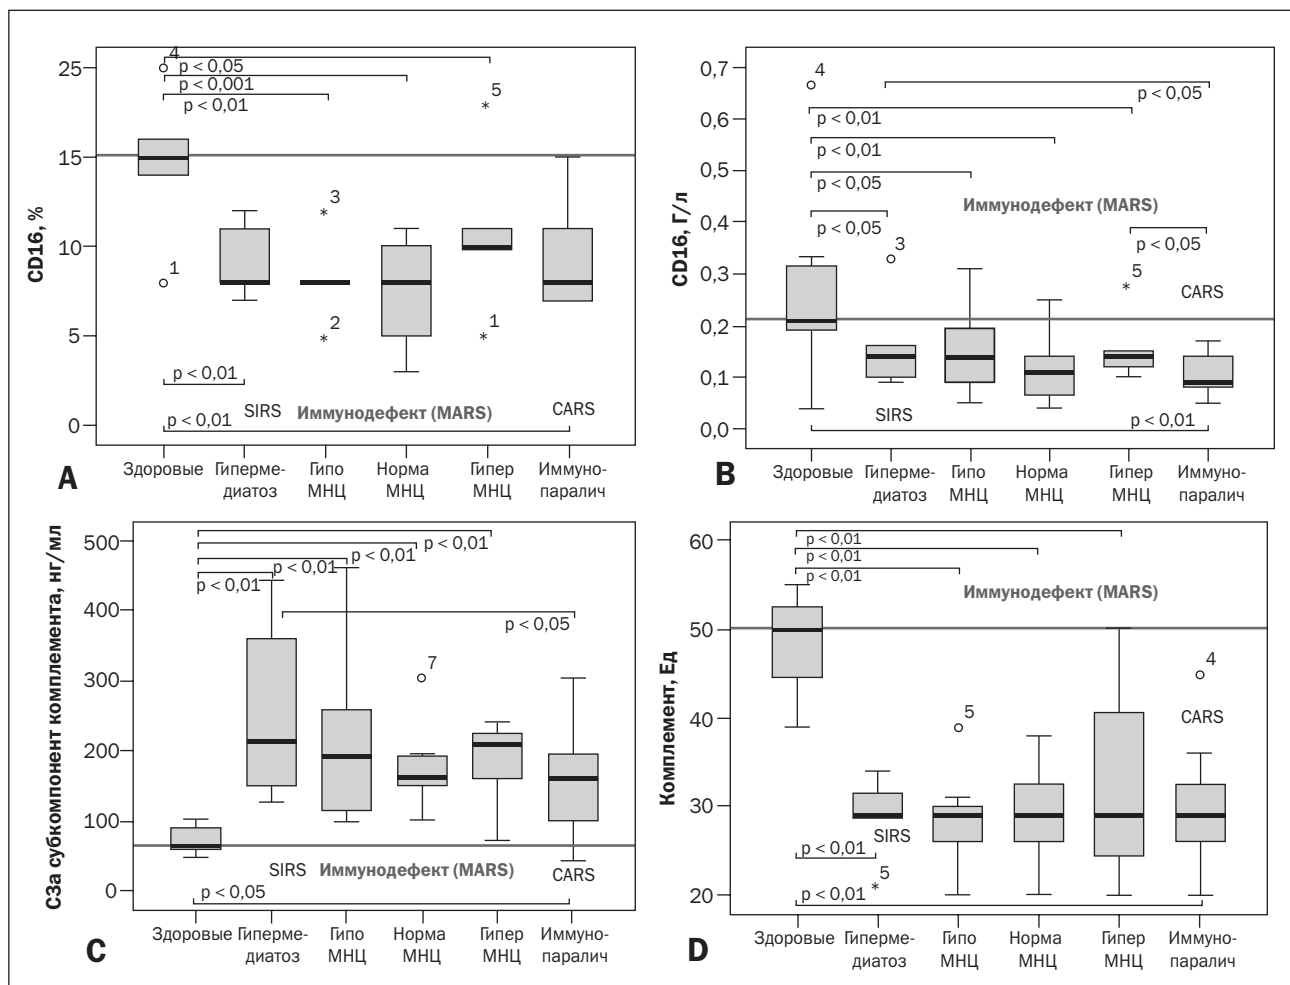 25
15
10
5
0
CD16, %
4
p < 0,05
p < 0,001
p < 0,01
5
3
1
2
1
p < 0,01
SIRS
Иммунодефект (MARS)
CARS
p < 0,01
A
Здоровые
Гиперме-
диатоз
Гипо
МНЦ
Норма
МНЦ
Гипер
МНЦ
Иммуно-
паралич
0,7
0,6
0,5
0,4
0,3
0,2
0,1
0,0
CD16, Г/л
4
p < 0,05
p < 0,01
p < 0,01
p < 0,05
Иммунодефект (MARS)
p < 0,05
p < 0,05
3
5
CARS
SIRS
p < 0,01
B
Здоровые
Гиперме-
диатоз
Гипо
МНЦ
Норма
МНЦ
Гипер
МНЦ
Иммуно-
паралич
500
400
300
200
100
0
С3а субкомпонент комплемента, нг/мл
p < 0,01
p < 0,01
p < 0,01
p < 0,01
p < 0,05
7
SIRS
Иммунодефект (MARS)
CARS
p < 0,05
C
Здоровые
Гиперме-
диатоз
Гипо
МНЦ
Норма
МНЦ
Гипер
МНЦ
Иммуно-
паралич
60
50
40
30
20
Комплемент, Ед
p < 0,01
p < 0,01
p < 0,01
Иммунодефект (MARS)
4
5
CARS
SIRS
p < 0,01
5
p < 0,01
D
Здоровые
Гиперме-
диатоз
Гипо
МНЦ
Норма
МНЦ
Гипер
МНЦ
Иммуно-
паралич